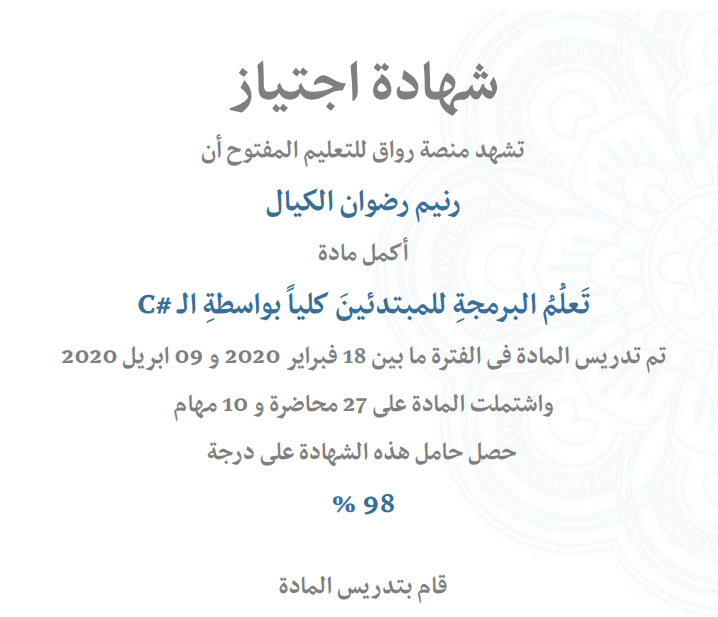 شهادة اجتياز
تشهد منصة رواق للتعليم المفتوح أن
رنيم رضوان الكيال
أكمل مادة
تَعلُمُ البرمجةِ للمبتدئينَ كلياً بواسطةِ الـ C#
تم تدريس المادة فى الفترة ما بين 18 فبراير 2020 و 09 ابريل 2020
واشتملت المادة على 27 محاضرة و 10 مهام
حصل حامل هذه الشهادة على درجة
98 %
قام بتدريس المادة